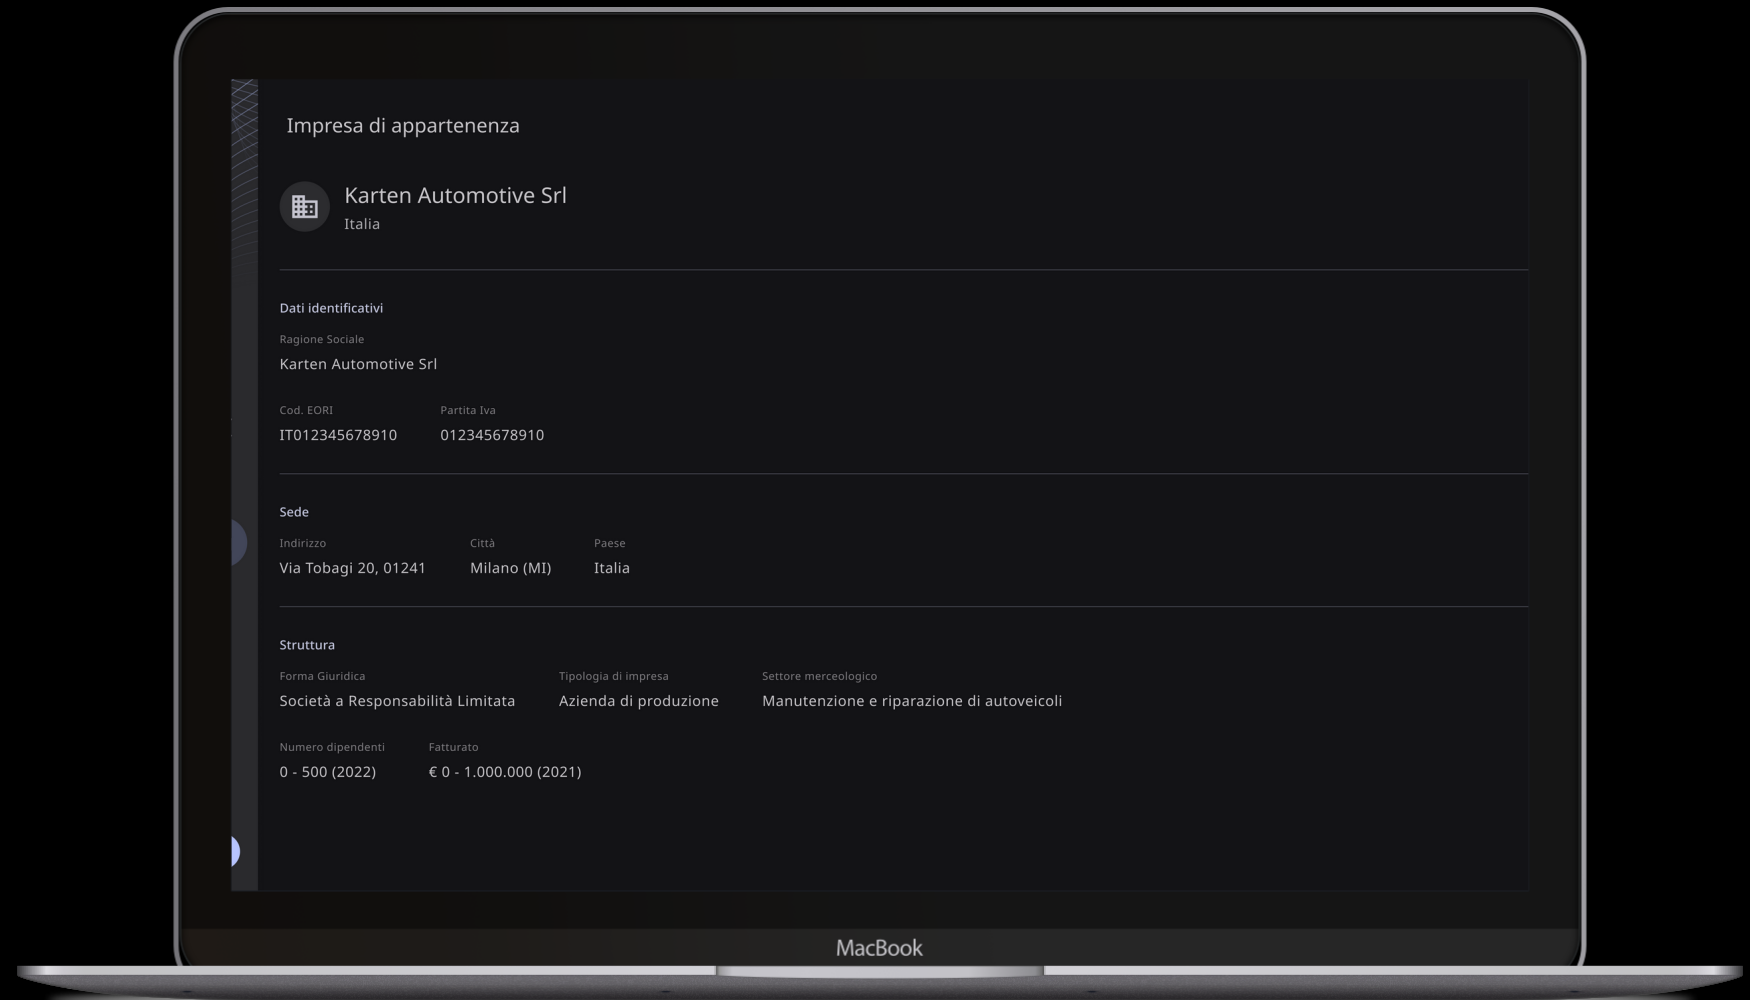 Impresa di appartenenza
Karten Automotive Srl
Italia
Dati identificativi
Ragione Sociale
Karten Automotive Srl
Cod. EORI Partita Iva
IT012345678910 012345678910
Sede
Indirizzo Città Paese
Via Tobagi 20, 01241 Milano (MI) Italia
Struttura
Forma Giuridica Tipologia di impresa Settore merceologico
Società a Responsabilità Limitata Azienda di produzione Manutenzione e riparazione di autoveicoli
Numero dipendenti Fatturato
0 - 500 (2022) € 0 - 1.000.000 (2021)
MacBook